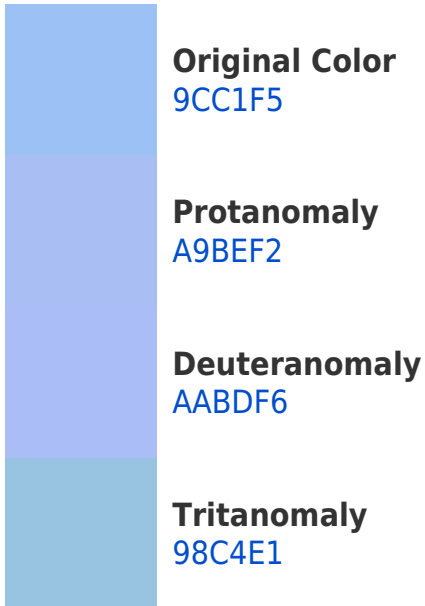 Original Color
9CC1F5
Protanomaly
A9BEF2
Deuteranomaly
AABDF6
Tritanomaly
98C4E1